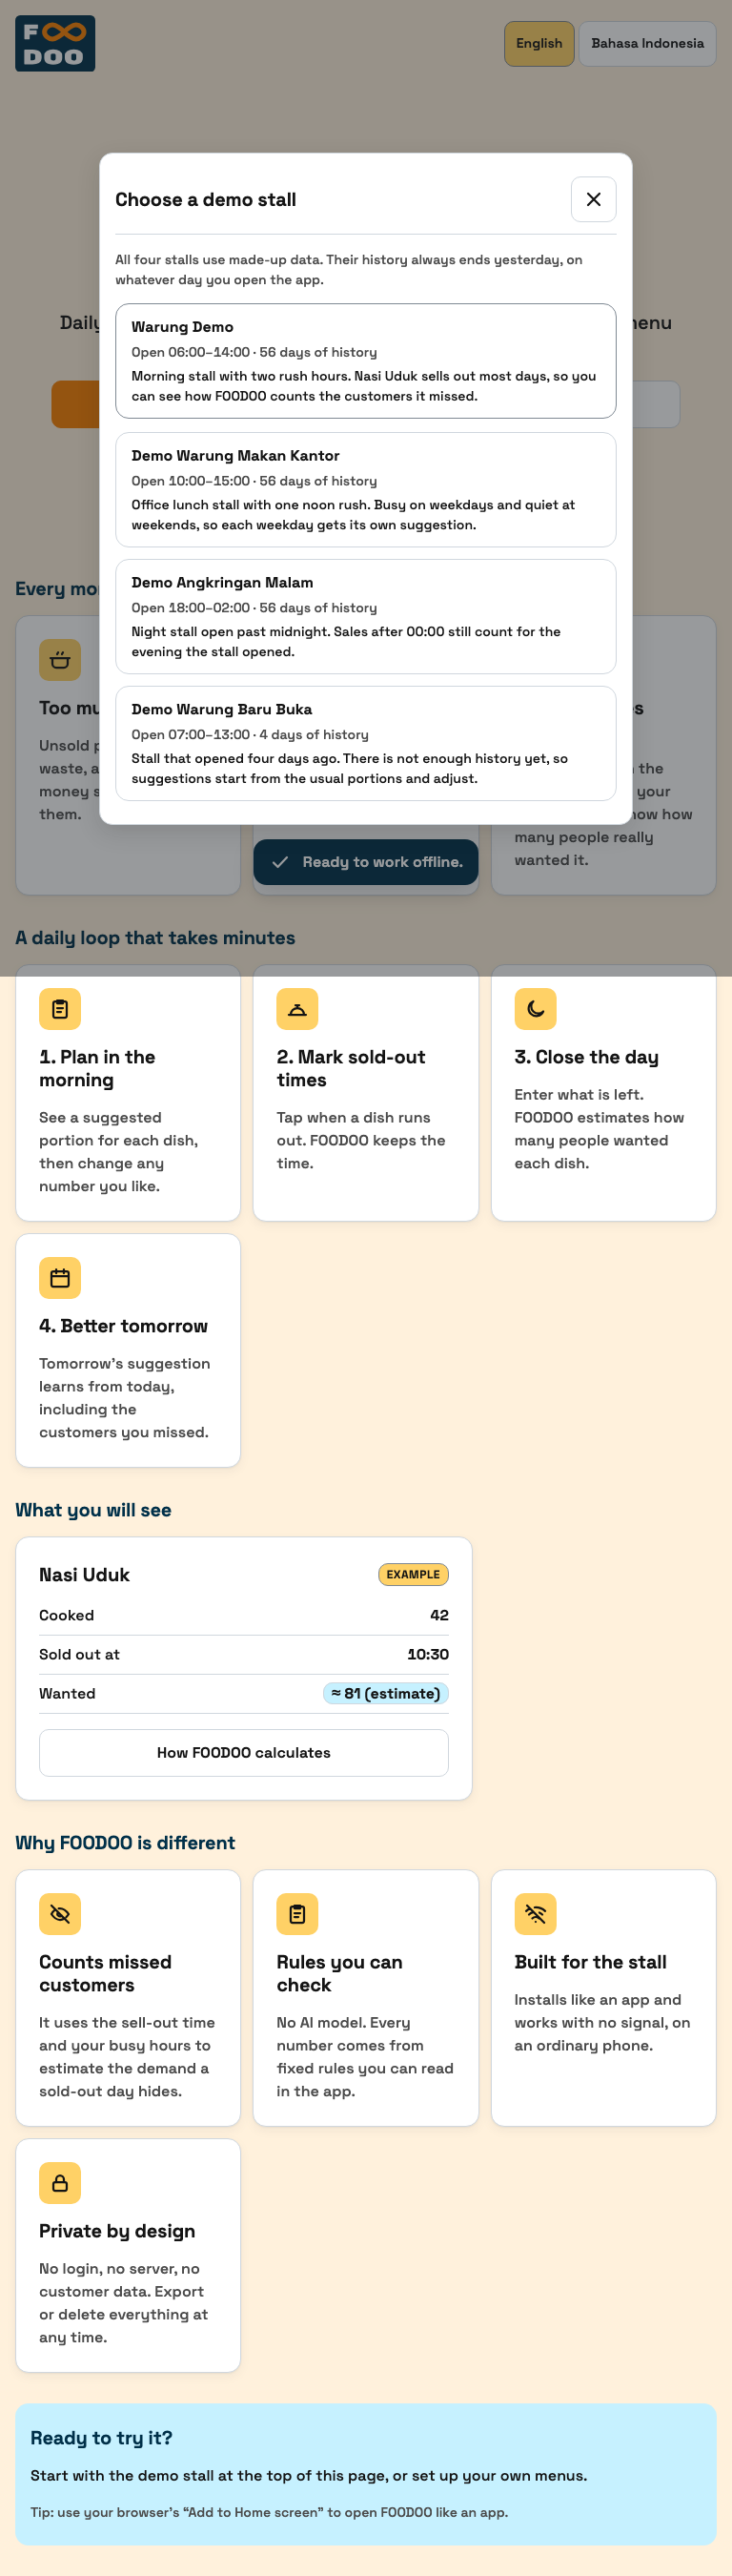 FOODOO
English
Bahasa Indonesia
Choose a demo stall
All four stalls use made-up data. Their history always ends yesterday, on
whatever day you open the app.
Warung Demo
Open 06:00–14:00 · 56 days of history
Morning stall with two rush hours. Nasi Uduk sells out most days, so you
can see how FOODOO counts the customers it missed.
Demo Warung Makan Kantor
Open 10:00–15:00 · 56 days of history
Office lunch stall with one noon rush. Busy on weekdays and quiet at
weekends, so each weekday gets its own suggestion.
Demo Angkringan Malam
Open 18:00–02:00 · 56 days of history
Night stall open past midnight. Sales after 00:00 still count for the
evening the stall opened.
Demo Warung Baru Buka
Open 07:00–13:00 · 4 days of history
Stall that opened four days ago. There is not enough history yet, so
suggestions start from the usual portions and adjust.
Every
Too
Unsold
waste,
money
them.
the
your
how
many people really
wanted it.
Ready to work offline.
A daily loop that takes minutes
1. Plan in the
morning
See a suggested
portion for each dish,
then change any
number you like.
2. Mark sold-out
times
Tap when a dish runs
out. FOODOO keeps the
time.
3. Close the day
Enter what is left.
FOODOO estimates how
many people wanted
each dish.
4. Better tomorrow
Tomorrow's suggestion
learns from today,
including the
customers you missed.
What you will see
Nasi Uduk
EXAMPLE
Cooked 42
Sold out at 10:30
Wanted ≈ 81 (estimate)
How FOODOO calculates
Why FOODOO is different
Counts missed
customers
It uses the sell-out time
and your busy hours to
estimate the demand a
sold-out day hides.
Rules you can
check
No AI model. Every
number comes from
fixed rules you can read
in the app.
Built for the stall
Installs like an app and
works with no signal, on
an ordinary phone.
Private by design
No login, no server, no
customer data. Export
or delete everything at
any time.
Ready to try it?
Start with the demo stall at the top of this page, or set up your own menus.
Tip: use your browser's “Add to Home screen” to open FOODOO like an app.